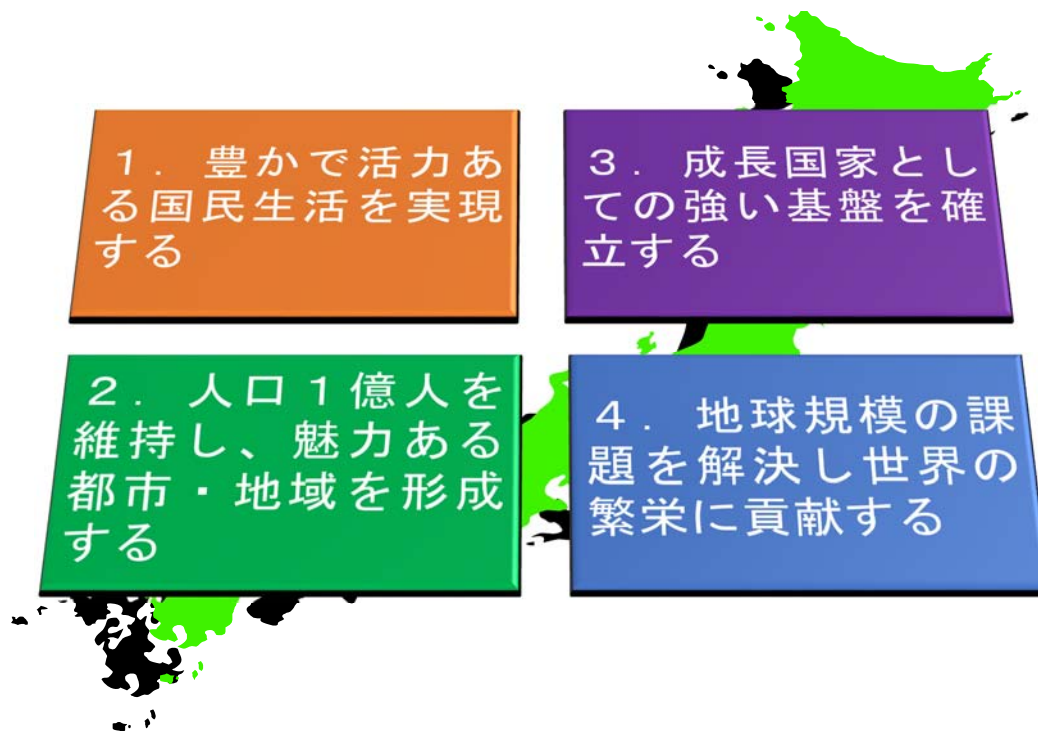 １．豊かで活力あ
る国民生活を実現
する
２．人口１億人を
維持し、魅力ある
都市・地域を形成
する
３．成長国家とし
ての強い基盤を確
立する
４．地球規模の課
題を解決し世界の
繁栄に貢献する